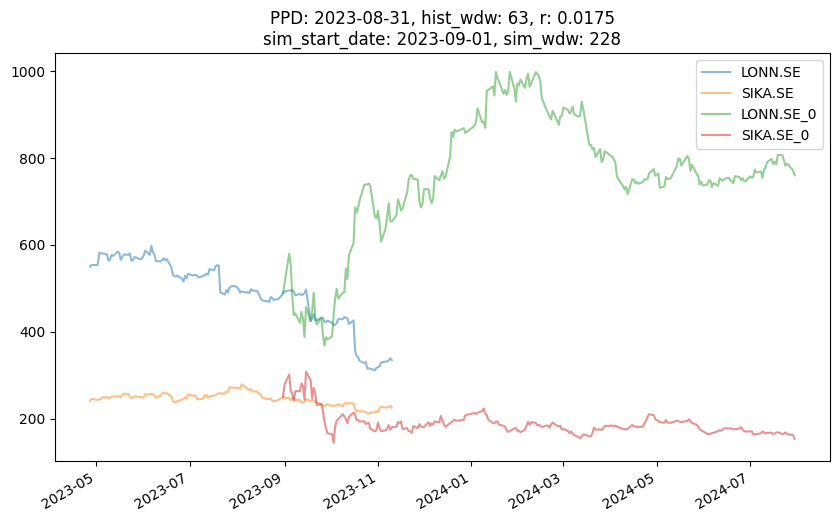 PPD: 2023-08-31, hist_wdw: 63, r: 0.0175
sim_start_date: 2023-09-01, sim_wdw: 228
LONN.SE
SIKA.SE
LONN.SE_0
SIKA.SE_0
1000
800
600
400
200
2023-05
2023-07
2023-09
2023-11
2024-01
2024-03
2024-05
2024-07